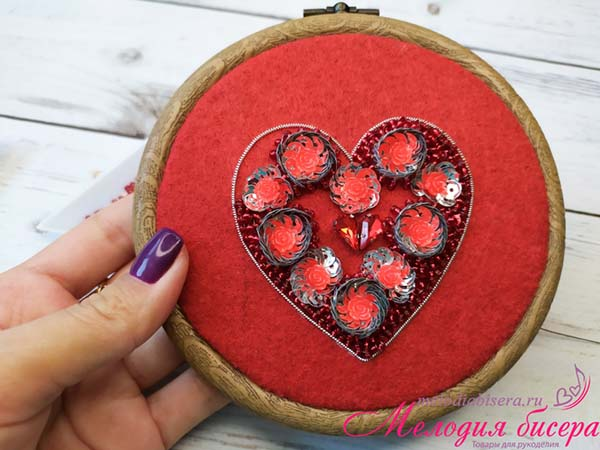 melodiabisera.ru
Мелодия бисера
Товары для рукоделия